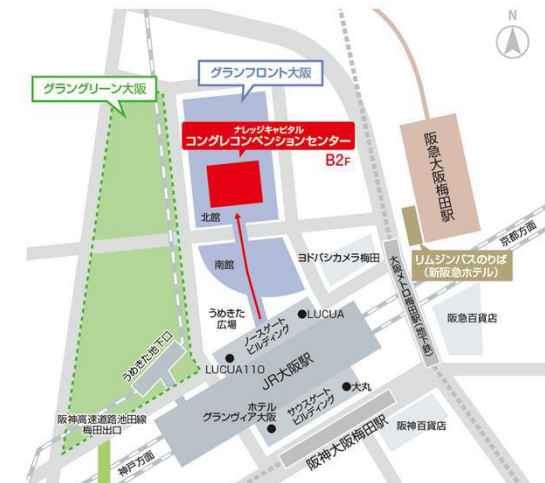 N
グランフロント大阪
グラングリーン大阪
ナレッジキャピタル
コングレコンベンションセンター
B2F
北館
阪急大阪梅田駅
京都方面
リムジンバスのりば
(新阪急ホテル)
南館
ヨドバシカメラ梅田
大阪メトロ梅田駅(地下鉄)
うめきた
広場
ノースゲート
ビルディング
LUCUA
阪急百貨店
うめきた地下口
LUCUA110
JR大阪駅
大丸
ホテル
グランヴィア大阪
サウスゲート
ビルディング
阪神高速道路池田線
梅田出口
阪神大阪梅田駅
阪神百貨店
神戸方面